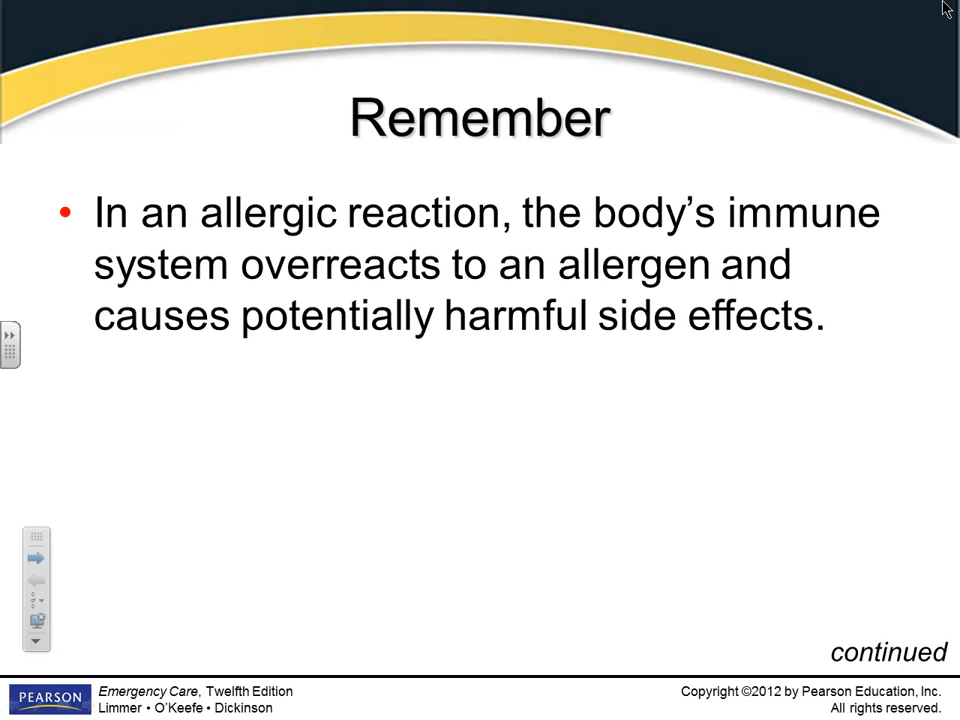 Remember
• In an allergic reaction, the body’s immune
system overreacts to an allergen and
causes potentially harmful side effects.
continued
PEARSON
Emergency Care, Twelfth Edition
Limmer • O’Keefe • Dickinson
Copyright ©2012 by Pearson Education, Inc.
All rights reserved.